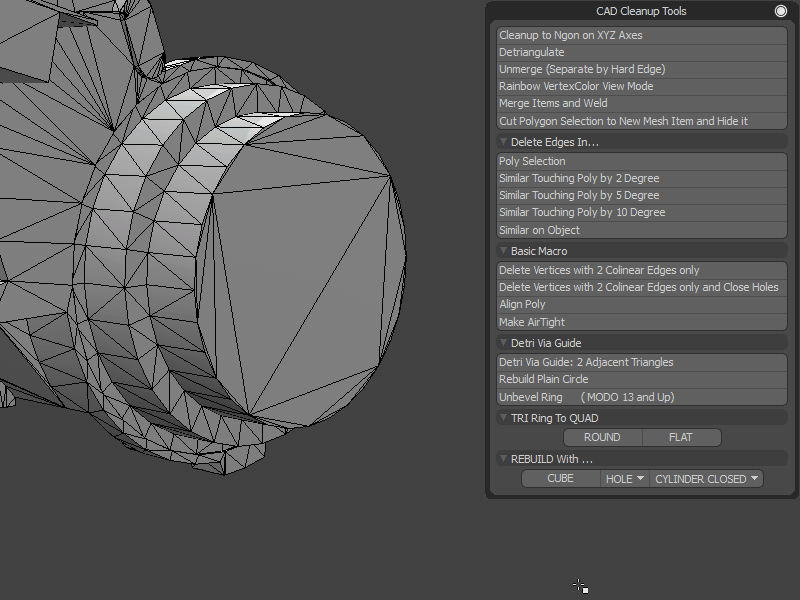 CAD Cleanup Tools
Cleanup to Ngon on XYZ Axes
Detriangulate
Unmerge (Separate by Hard Edge)
Rainbow VertexColor View Mode
Merge Items and Weld
Cut Polygon Selection to New Mesh Item and Hide it
Delete Edges In...
Poly Selection
Similar Touching Poly by 2 Degree
Similar Touching Poly by 5 Degree
Similar Touching Poly by 10 Degree
Similar on Object
Basic Macro
Delete Vertices with 2 Colinear Edges only
Delete Vertices with 2 Colinear Edges only and Close Holes
Align Poly
Make AirTight
Detri Via Guide
Detri Via Guide: 2 Adjacent Triangles
Rebuild Plain Circle
Unbevel Ring (MODO 13 and Up)
TRI Ring To QUAD
ROUND FLAT
REBUILD With ...
CUBE HOLE CYLINDER CLOSED